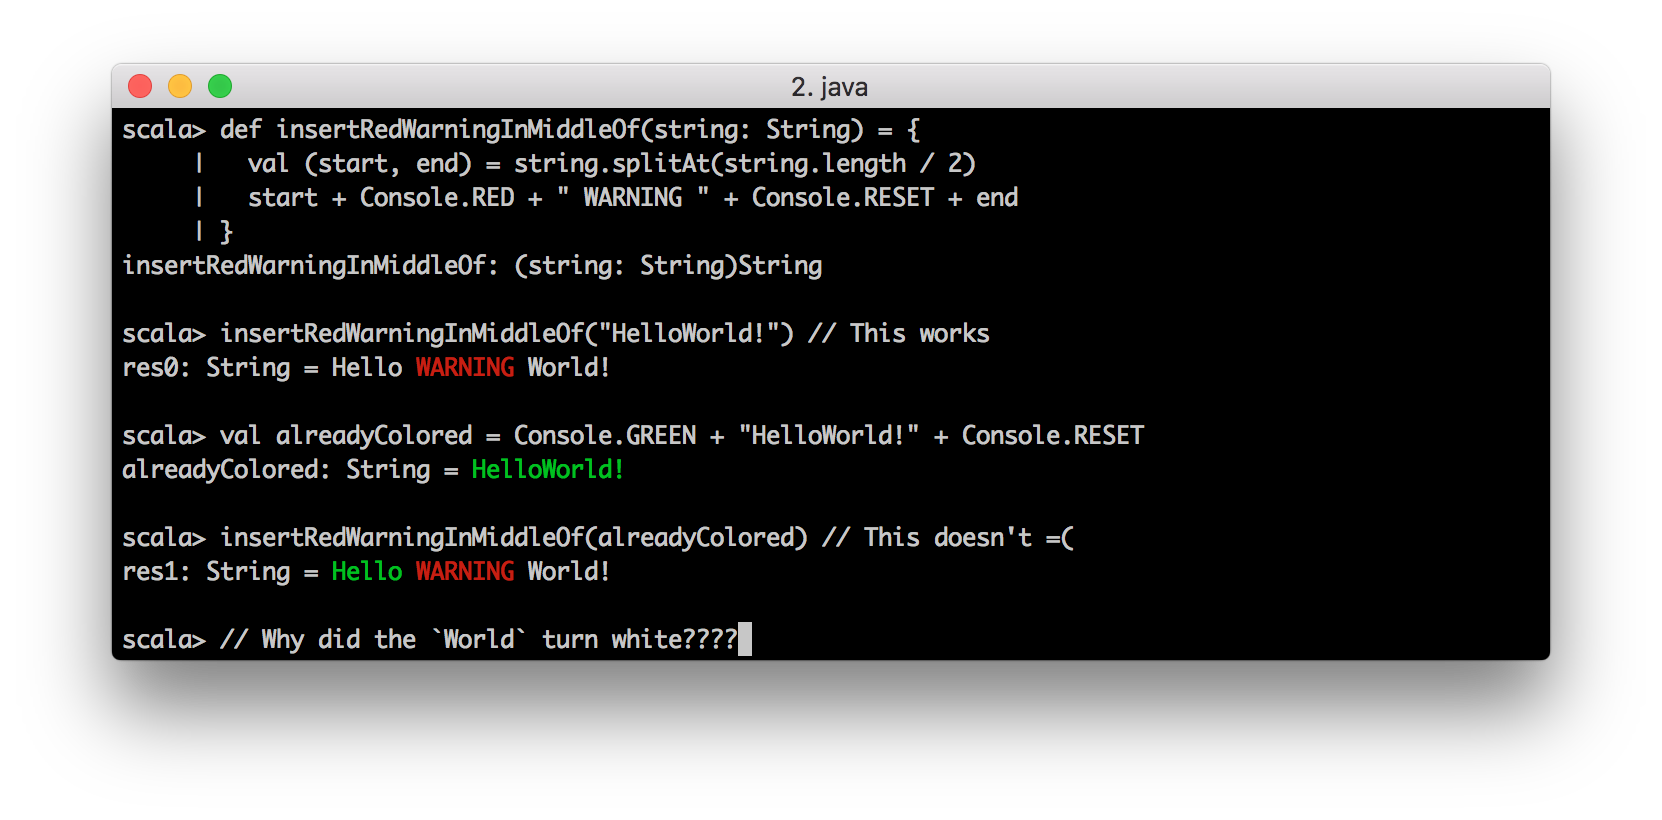 2. java
scala> def insertRedWarningInMiddleOf(string: String) = {
     |   val (start, end) = string.splitAt(string.length / 2)
     |   start + Console.RED + " WARNING " + Console.RESET + end
     | }
insertRedWarningInMiddleOf: (string: String)String
scala> insertRedWarningInMiddleOf("HelloWorld!") // This works
res0: String = Hello WARNING World!
scala> val alreadyColored = Console.GREEN + "HelloWorld!" + Console.RESET
alreadyColored: String = HelloWorld!
scala> insertRedWarningInMiddleOf(alreadyColored) // This doesn't =(
res1: String = Hello WARNING World!
scala> // Why did the `World` turn white????